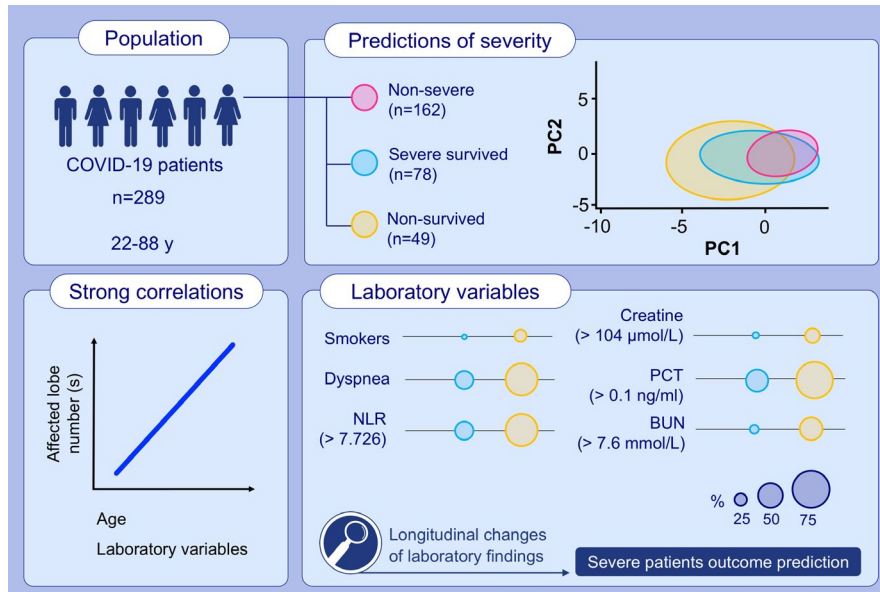 Population
COVID-19 patients
n=289
22-88 y
Predictions of severity
Non-severe
(n=162)
Severe survived
(n=78)
Non-survived
(n=49)
PC2
5
0
-5
-10
-5
0
PC1
Strong correlations
Affected lobe
number (s)
Age
Laboratory variables
Laboratory variables
Smokers
Dyspnea
NLR
(> 7.726)
Creatine
(> 104 μmol/L)
PCT
(> 0.1 ng/ml)
BUN
(> 7.6 mmol/L)
%
25
50
75
Longitudinal changes
of laboratory findings
Severe patients outcome prediction